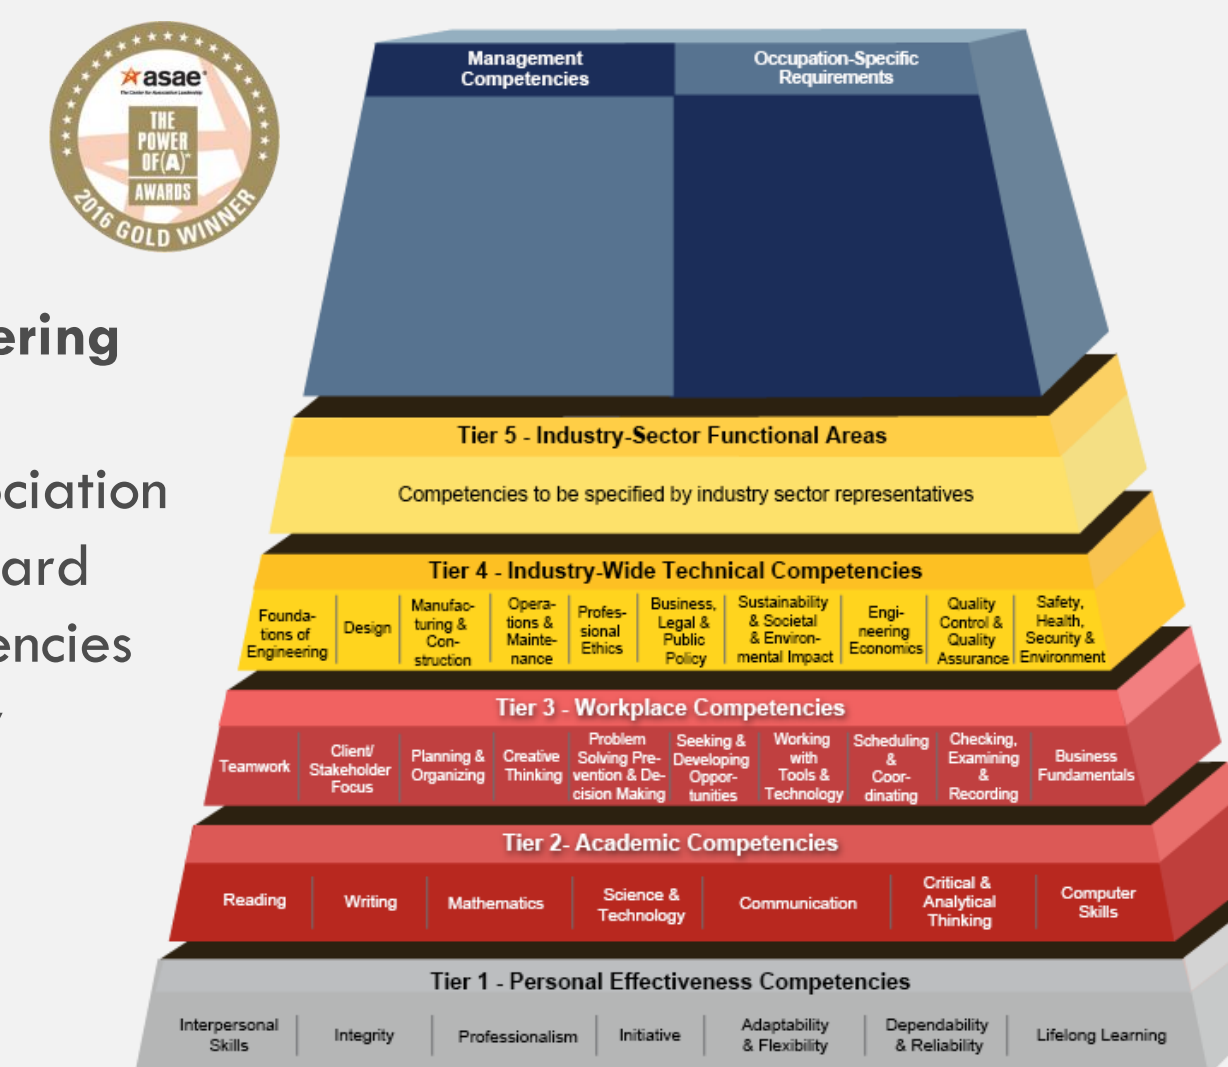 asae
The Center for Association Leadership
THE
POWER
OF(A)
AWARDS
2016 GOLD WINNER
ering
ciation
ard
encies
Management
Competencies
Occupation-Specific
Requirements
Tier 5 - Industry-Sector Functional Areas
Competencies to be specified by industry sector representatives
Tier 4 - Industry-Wide Technical Competencies
Founda-
tions of
Engineering
Design
Manufac-
turing &
Con-
struction
Opera-
tions &
Mainte-
nance
Profes-
sional
Ethics
Business,
Legal &
Public
Policy
Sustainability
& Societal
& Environ-
mental Impact
Engi-
neering
Economics
Quality
Control &
Quality
Assurance
Safety,
Health,
Security &
Environment
Tier 3 - Workplace Competencies
Teamwork
Client/
Stakeholder
Focus
Planning &
Organizing
Creative
Thinking
Problem
Solving Pre-
vention & De-
cision Making
Seeking &
Developing
Oppor-
tunities
Working
with
Tools &
Technology
Scheduling
&
Coor-
dinating
Checking,
Examining
&
Recording
Business
Fundamentals
Tier 2- Academic Competencies
Reading
Writing
Mathematics
Science &
Technology
Communication
Critical &
Analytical
Thinking
Computer
Skills
Tier 1 - Personal Effectiveness Competencies
Interpersonal
Skills
Integrity
Professionalism
Initiative
Adaptability
& Flexibility
Dependability
& Reliability
Lifelong Learning